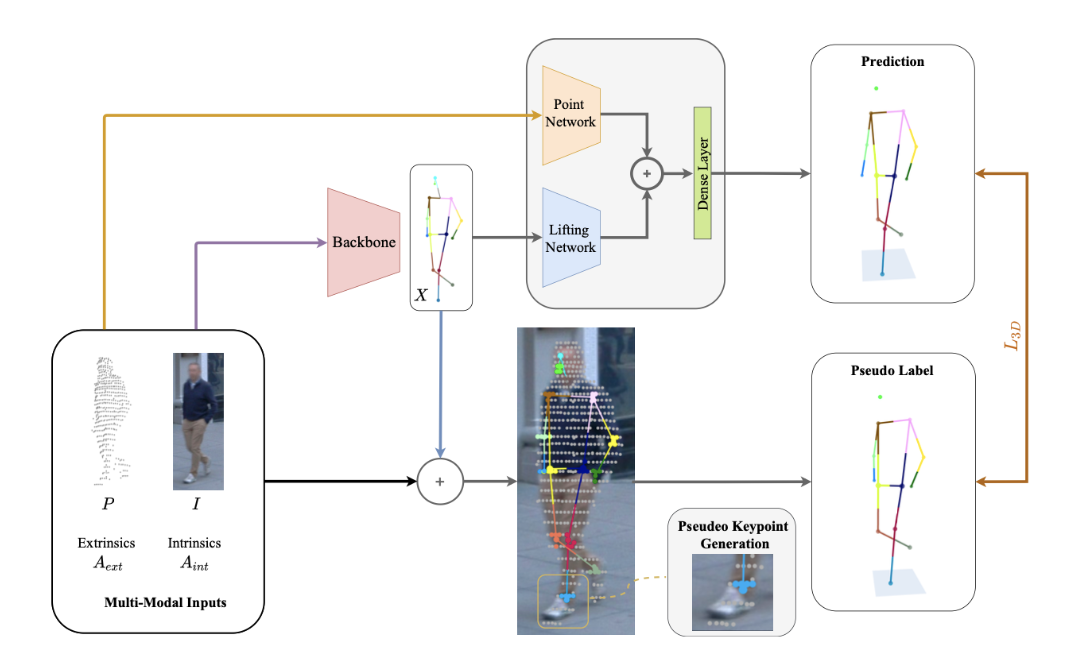 Prediction
Point
Network
+
Dense Layer
Backbone
Lifting
Network
X
L_{3D}
Pseudo Label
P
I
+
Extrinsics
Intrinsics
A_{ext}
A_{int}
Multi-Modal Inputs
Pseudeo Keypoint
Generation